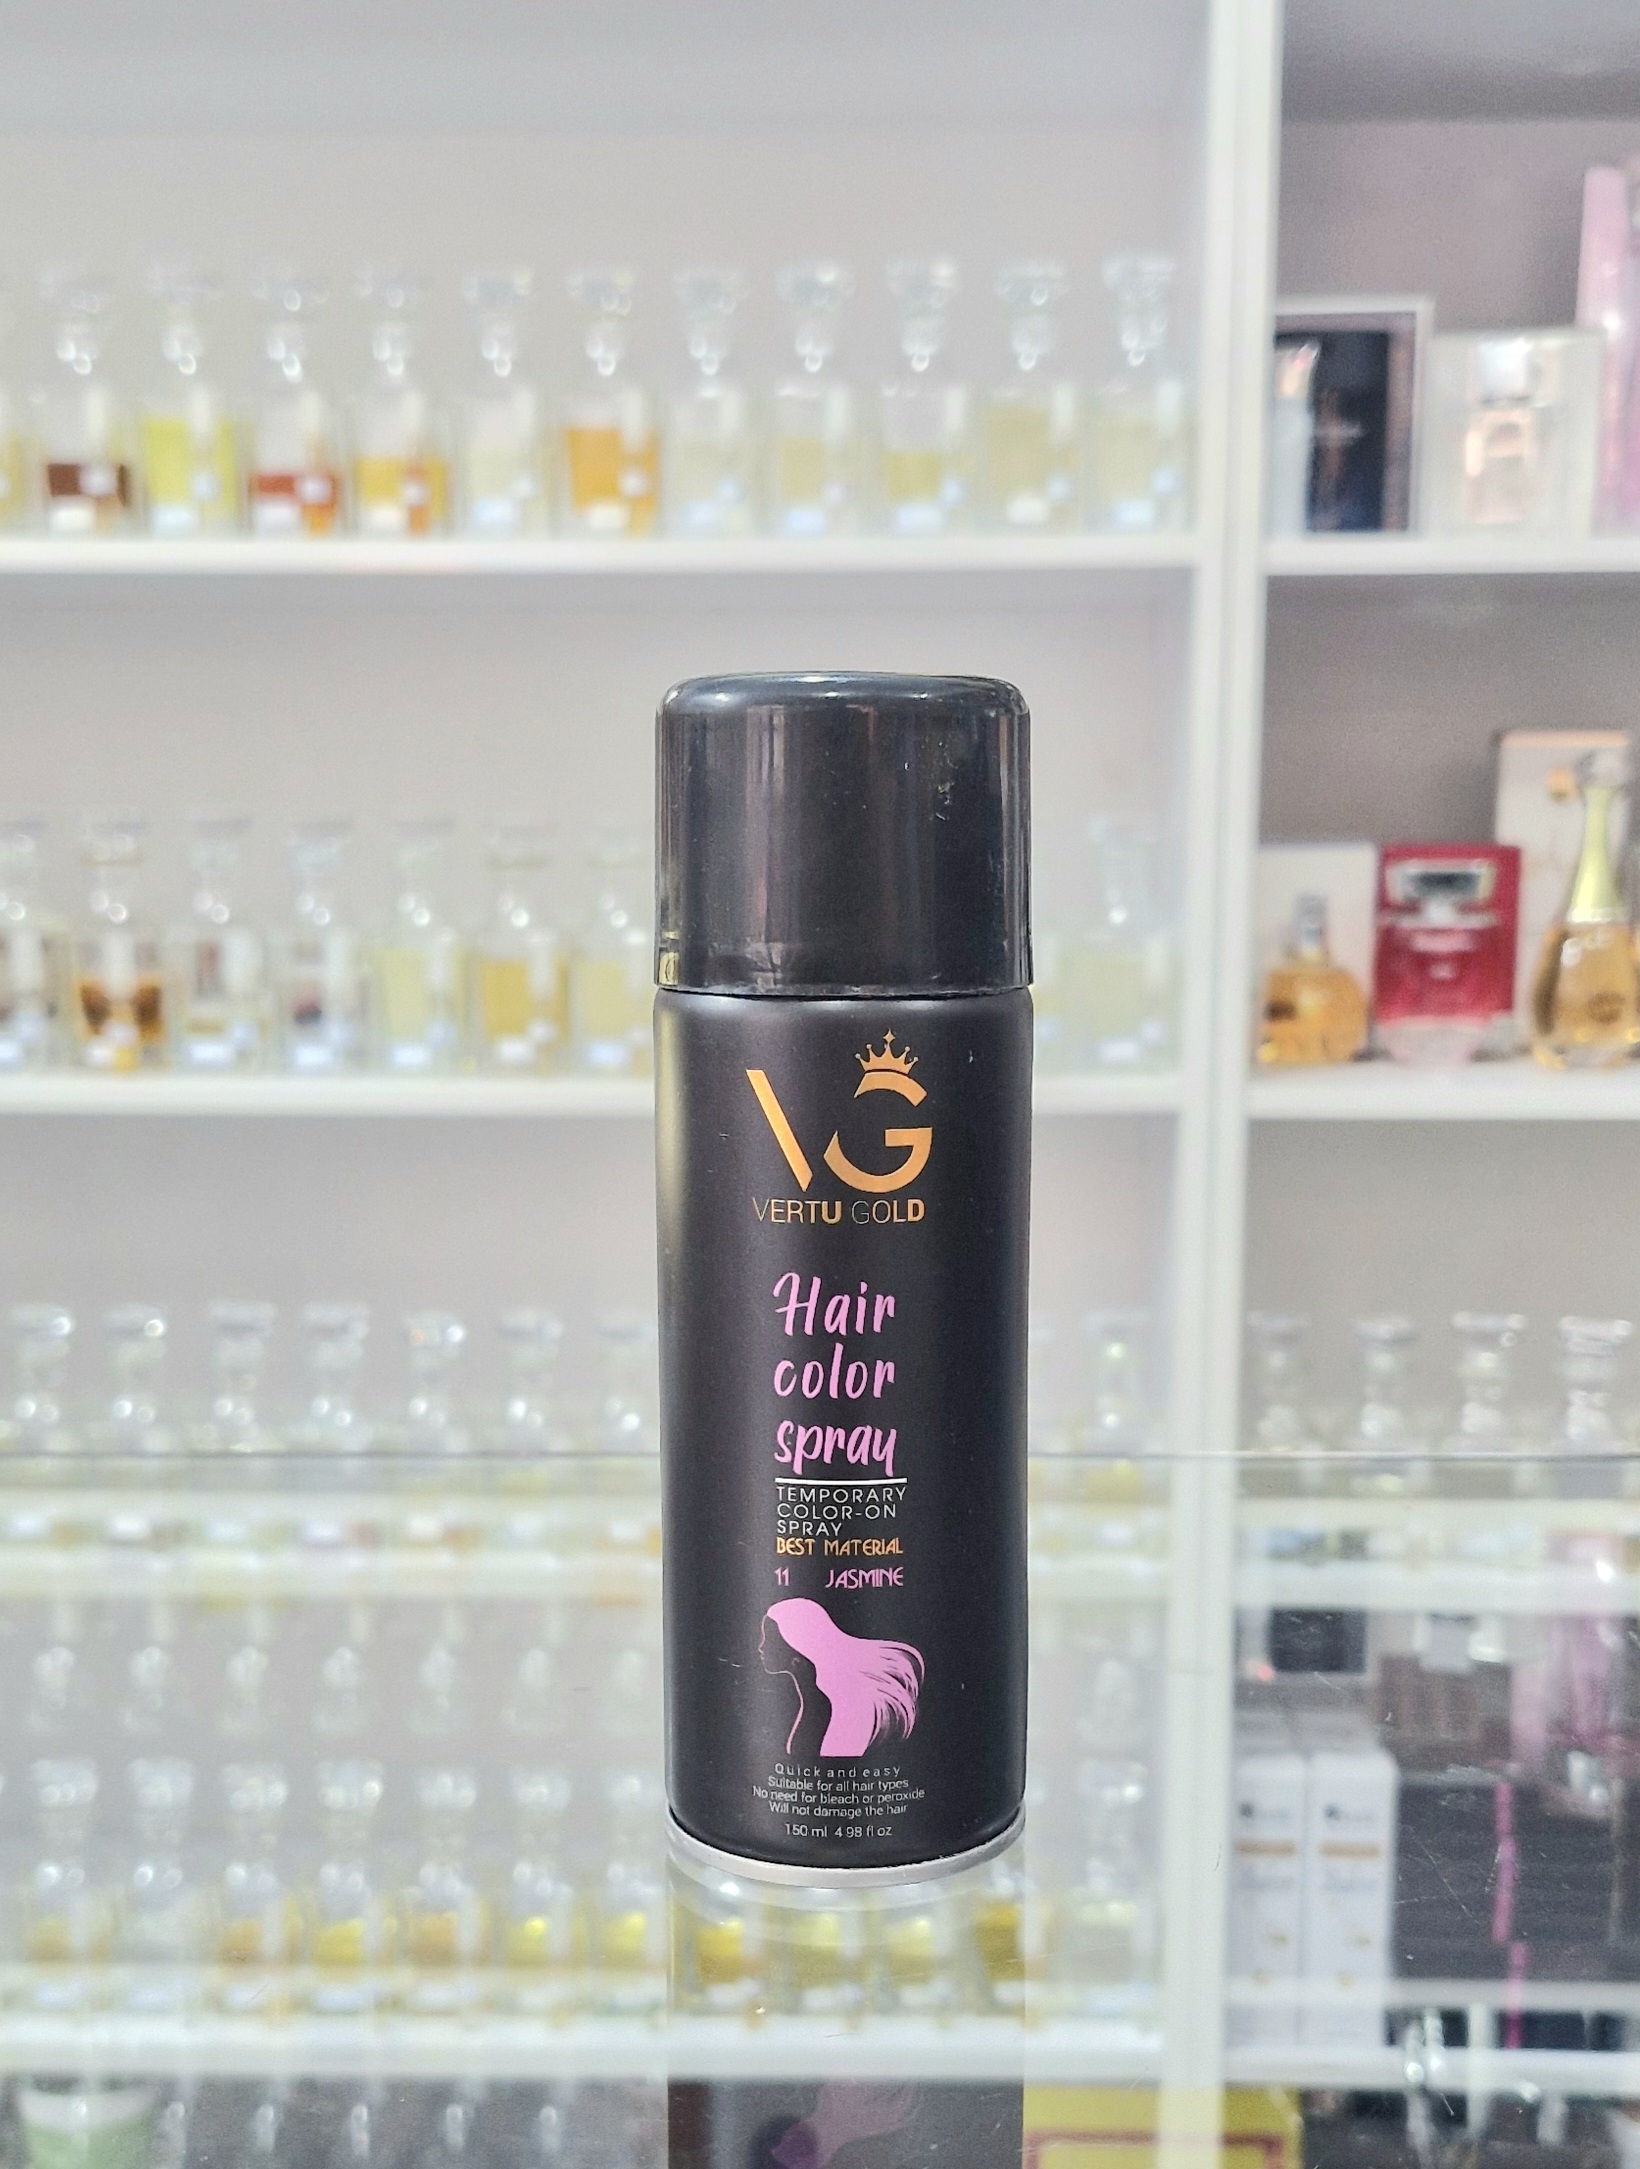 VG
VERTU GOLD
Hair
color
spray
TEMPORARY
COLOR-ON
SPRAY
BEST MATERIAL
11 JASMINE
Quick and easy
Suitable for all hair types
No need for bleach or peroxide
Will not damage the hair
150 ml 4 98 fl oz